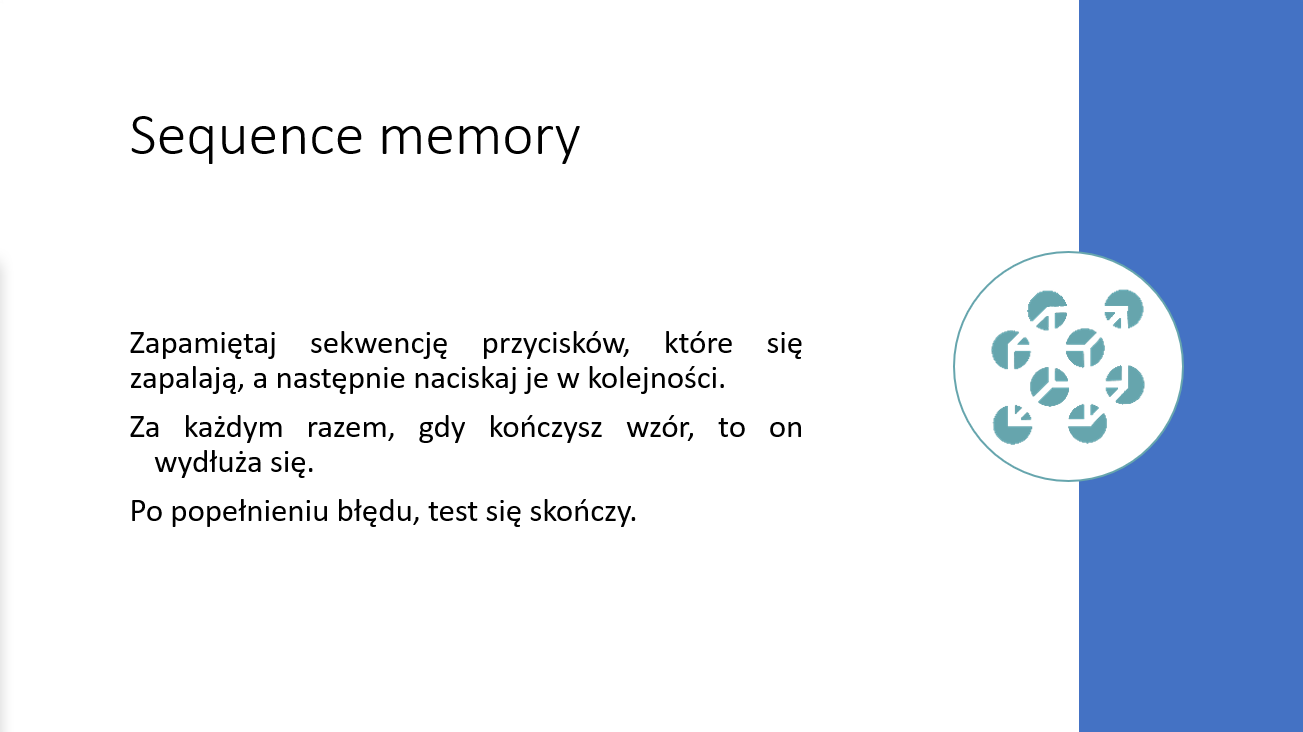 Sequence memory
Zapamiętaj sekwencję przycisków, które się
zapalają, a następnie naciskaj je w kolejności.
Za każdym razem, gdy kończysz wzór, to on
wydłuża się.
Po popełnieniu błędu, test się skończy.